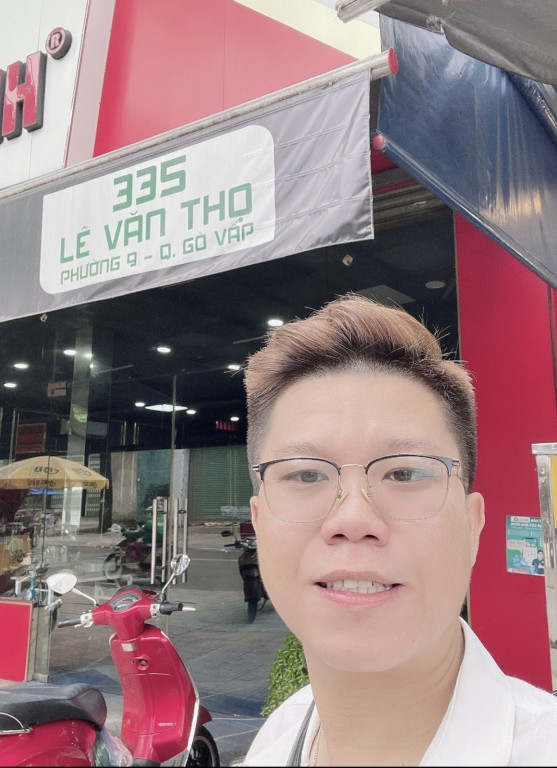 H®
335
LÊ VĂN THỌ
PHƯỜNG 9 - Q. GÒ VẤP